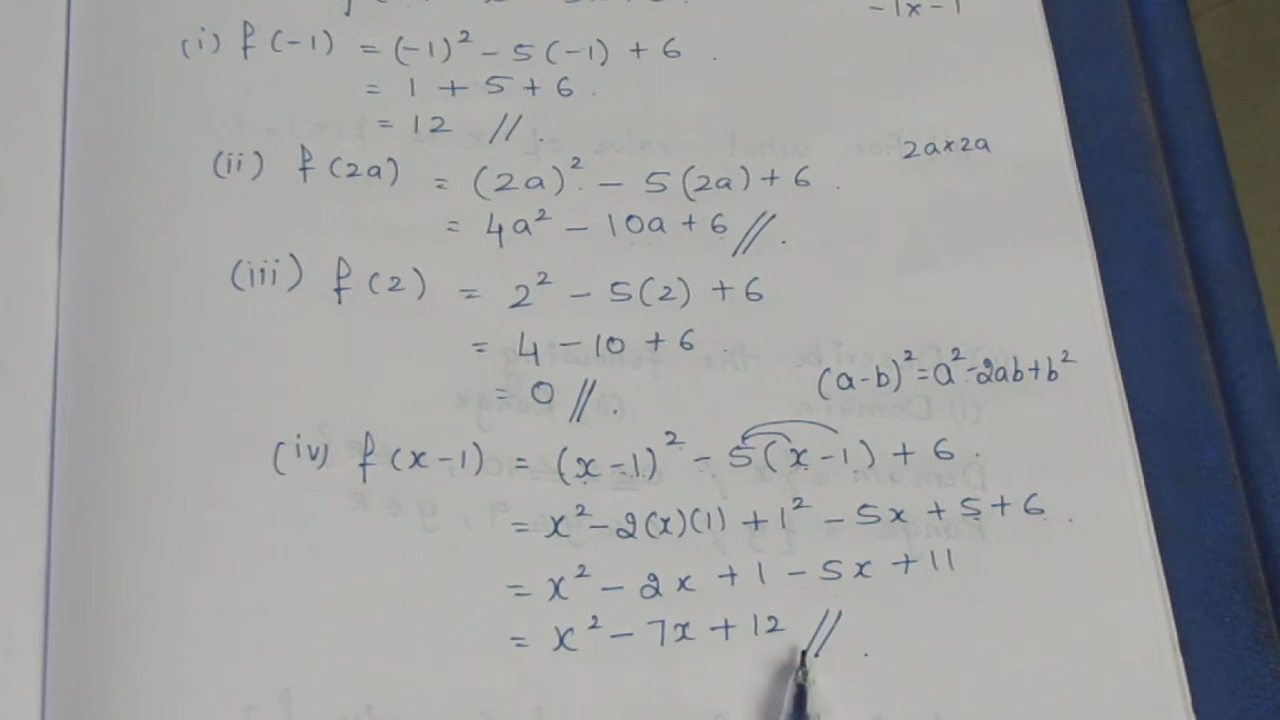 -1x-1
(i) f(-1) = (-1)² - 5(-1) + 6
= 1 + 5 + 6
= 12 //
2a×2a
(ii) f(2a) = (2a)² - 5(2a) + 6
= 4a² - 10a + 6 //
(iii) f(2) = 2² - 5(2) + 6
= 4 - 10 + 6
= 0 //
(a-b)² = a² - 2ab + b²
(iv) f(x-1) = (x-1)² - 5(x-1) + 6
= x² - 2(x)(1) + 1² - 5x + 5 + 6
= x² - 2x + 1 - 5x + 11
= x² - 7x + 12 //